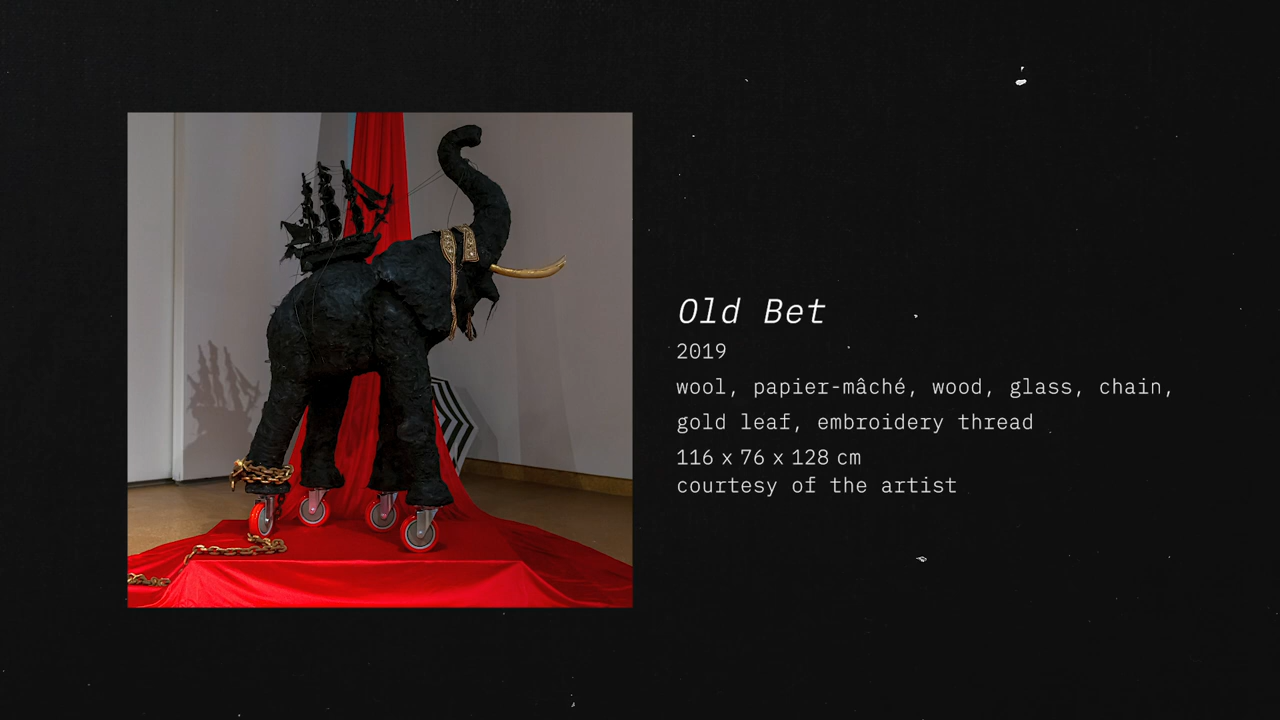 Old Bet
2019
wool, papier-mâché, wood, glass, chain,
gold leaf, embroidery thread
116 x 76 x 128 cm
courtesy of the artist